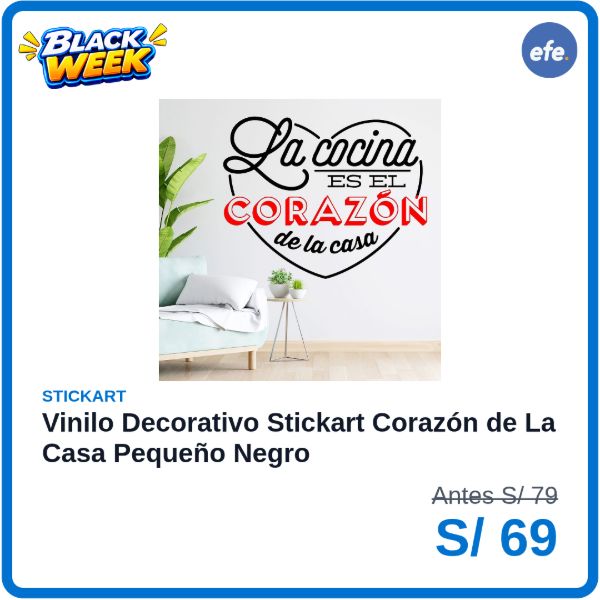 BLACK
WEEK
efe.
La cocina
ES EL
CORAZÓN
de la casa
STICKART
Vinilo Decorativo Stickart Corazón de La
Casa Pequeño Negro
Antes S/ 79
S/ 69